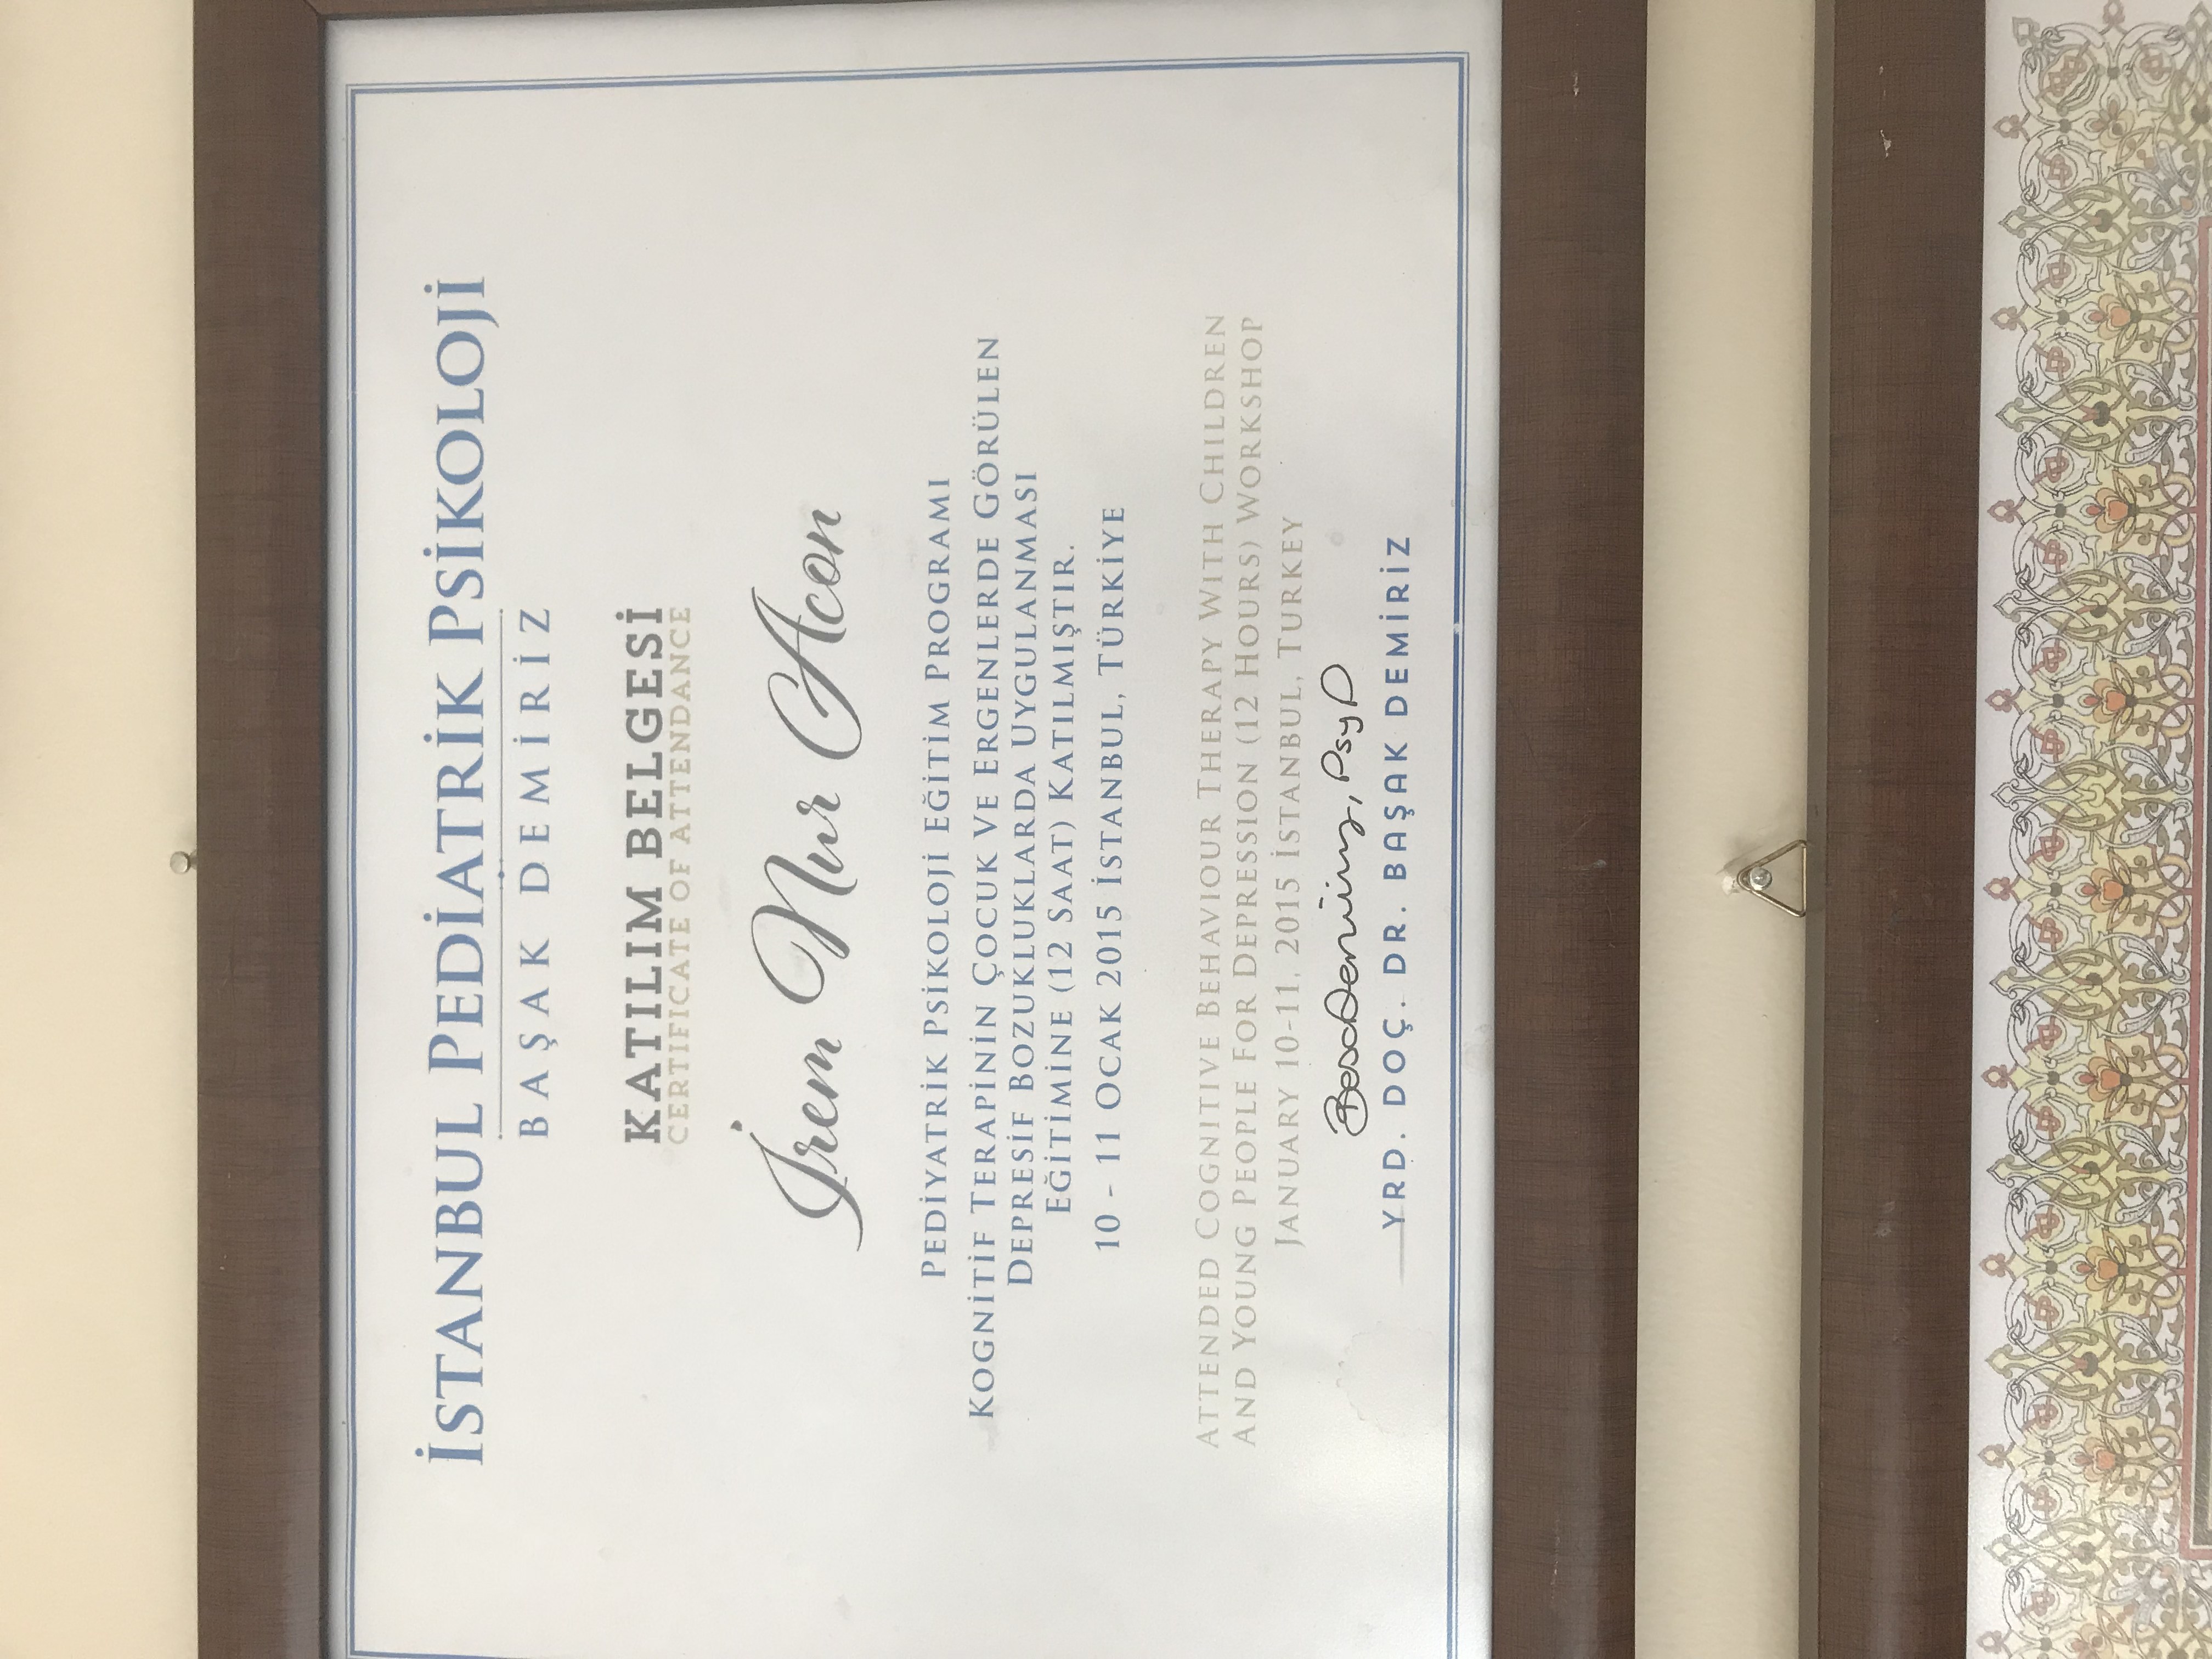 İSTANBUL PEDİATRİK PSİKOLOJİ
BAŞAK DEMİRİZ
KATILIM BELGESİ
CERTIFICATE OF ATTENDANCE
İrem Nur Acon
PEDİYATRİK PSİKOLOJİ EĞİTİM PROGRAMI
KOGNİTİF TERAPİNİN ÇOCUK VE ERGENLERDE GÖRÜLEN
DEPRESİF BOZUKLUKLARDA UYGULANMASI
EĞİTİMİNE (12 SAAT) KATILMIŞTIR.
10 - 11 OCAK 2015 İSTANBUL, TÜRKİYE
ATTENDED COGNITIVE BEHAVIOUR THERAPY WITH CHILDREN
AND YOUNG PEOPLE FOR DEPRESSION (12 HOURS) WORKSHOP
JANUARY 10-11, 2015 İSTANBUL, TURKEY
BasakDemiriz, PsyD
YRD. DOÇ. DR. BAŞAK DEMİRİZ